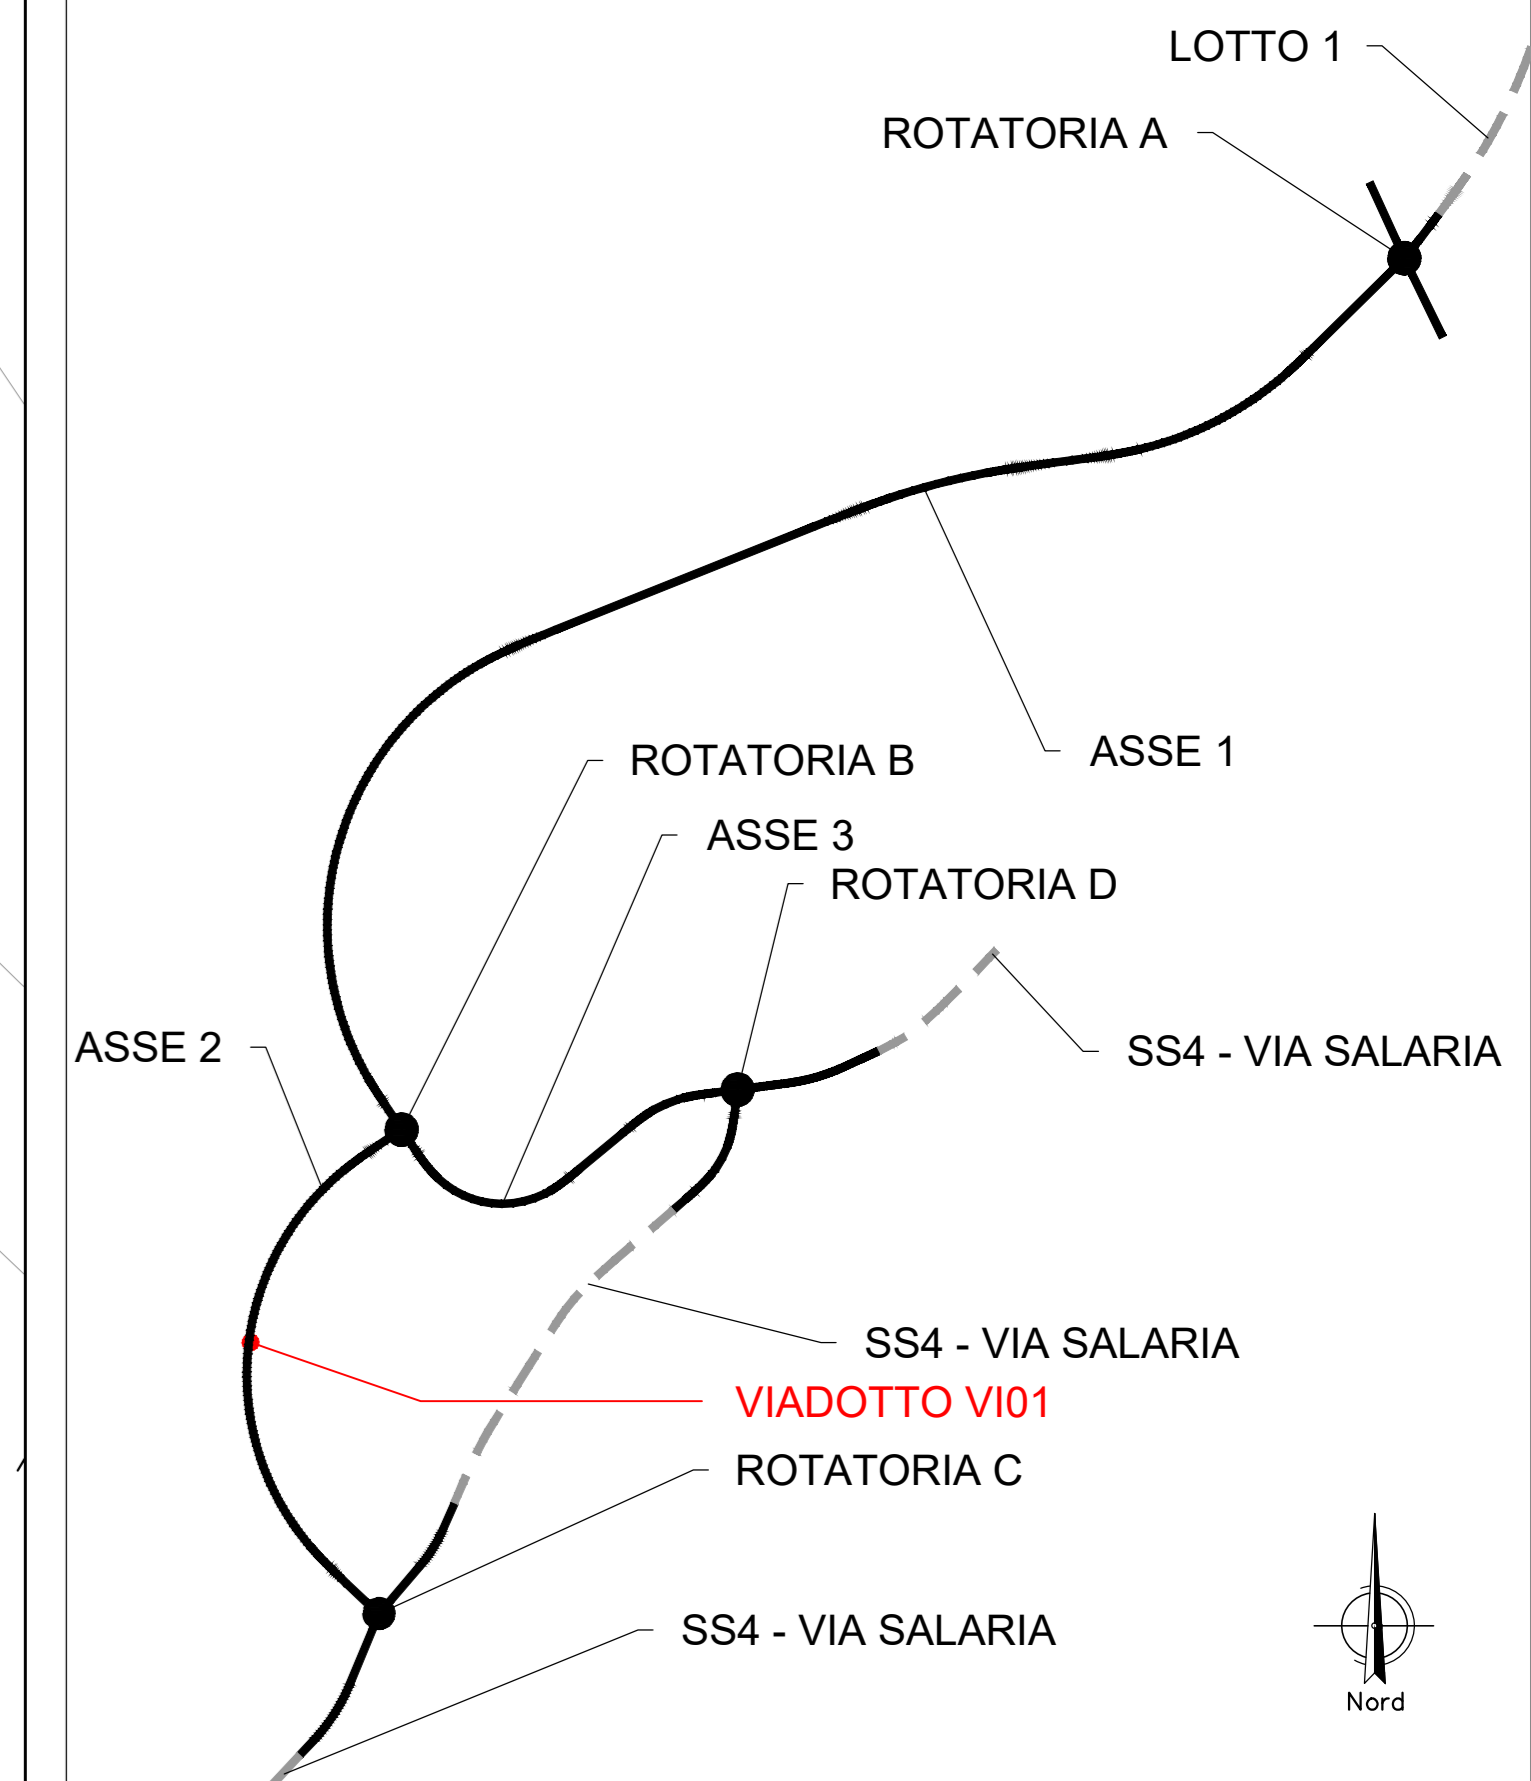 LOTTO 1
ROTATORIA A
ASSE 1
ROTATORIA B
ASSE 3
ROTATORIA D
ASSE 2
SS4 - VIA SALARIA
SS4 - VIA SALARIA
VIADOTTO VI01
ROTATORIA C
SS4 - VIA SALARIA
Nord